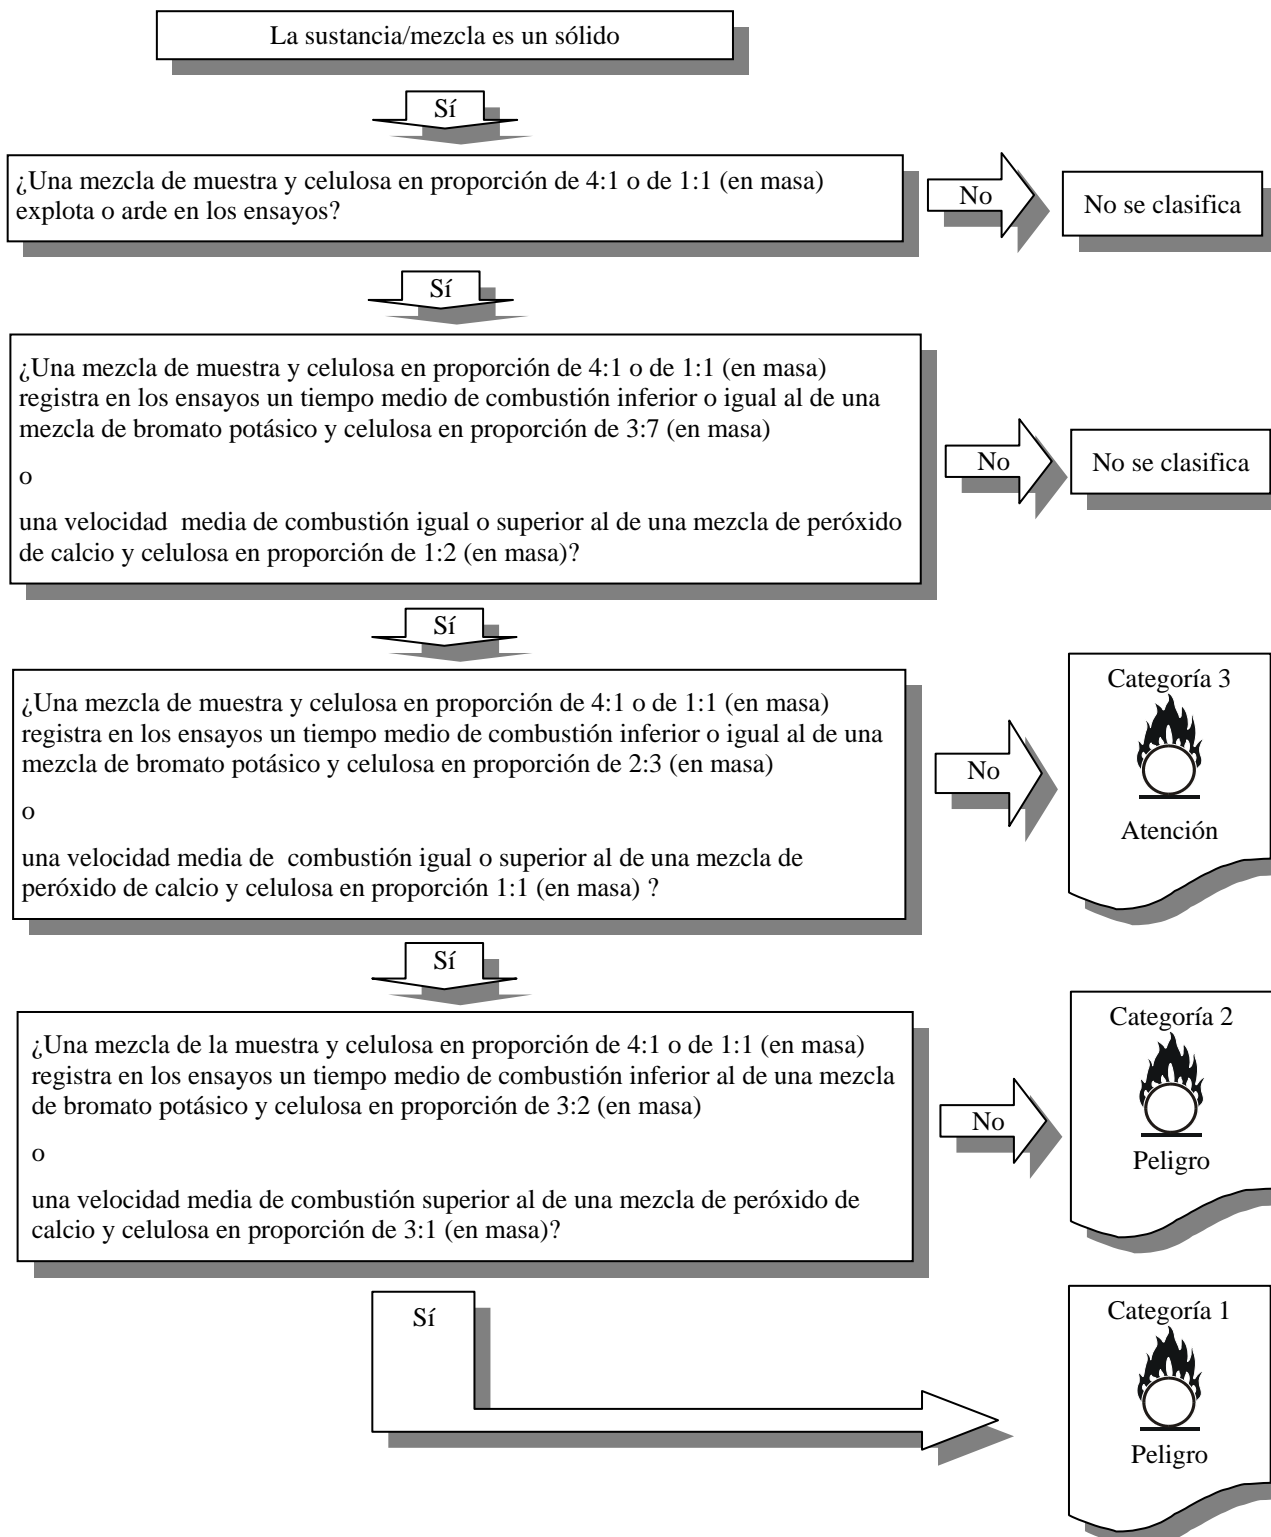 La sustancia/mezcla es un sólido
Sí
¿Una mezcla de muestra y celulosa en proporción de 4:1 o de 1:1 (en masa)
explota o arde en los ensayos?
No
No se clasifica
Sí
¿Una mezcla de muestra y celulosa en proporción de 4:1 o de 1:1 (en masa)
registra en los ensayos un tiempo medio de combustión inferior o igual al de una
mezcla de bromato potásico y celulosa en proporción de 3:7 (en masa)
o
una velocidad media de combustión igual o superior al de una mezcla de peróxido
de calcio y celulosa en proporción de 1:2 (en masa)?
No
No se clasifica
Sí
¿Una mezcla de muestra y celulosa en proporción de 4:1 o de 1:1 (en masa)
registra en los ensayos un tiempo medio de combustión inferior o igual al de una
mezcla de bromato potásico y celulosa en proporción de 2:3 (en masa)
o
una velocidad media de combustión igual o superior al de una mezcla de
peróxido de calcio y celulosa en proporción 1:1 (en masa) ?
No
Categoría 3
Atención
Sí
¿Una mezcla de la muestra y celulosa en proporción de 4:1 o de 1:1 (en masa)
registra en los ensayos un tiempo medio de combustión inferior al de una mezcla
de bromato potásico y celulosa en proporción de 3:2 (en masa)
o
una velocidad media de combustión superior al de una mezcla de peróxido de
calcio y celulosa en proporción de 3:1 (en masa)?
No
Categoría 2
Peligro
Sí
Categoría 1
Peligro